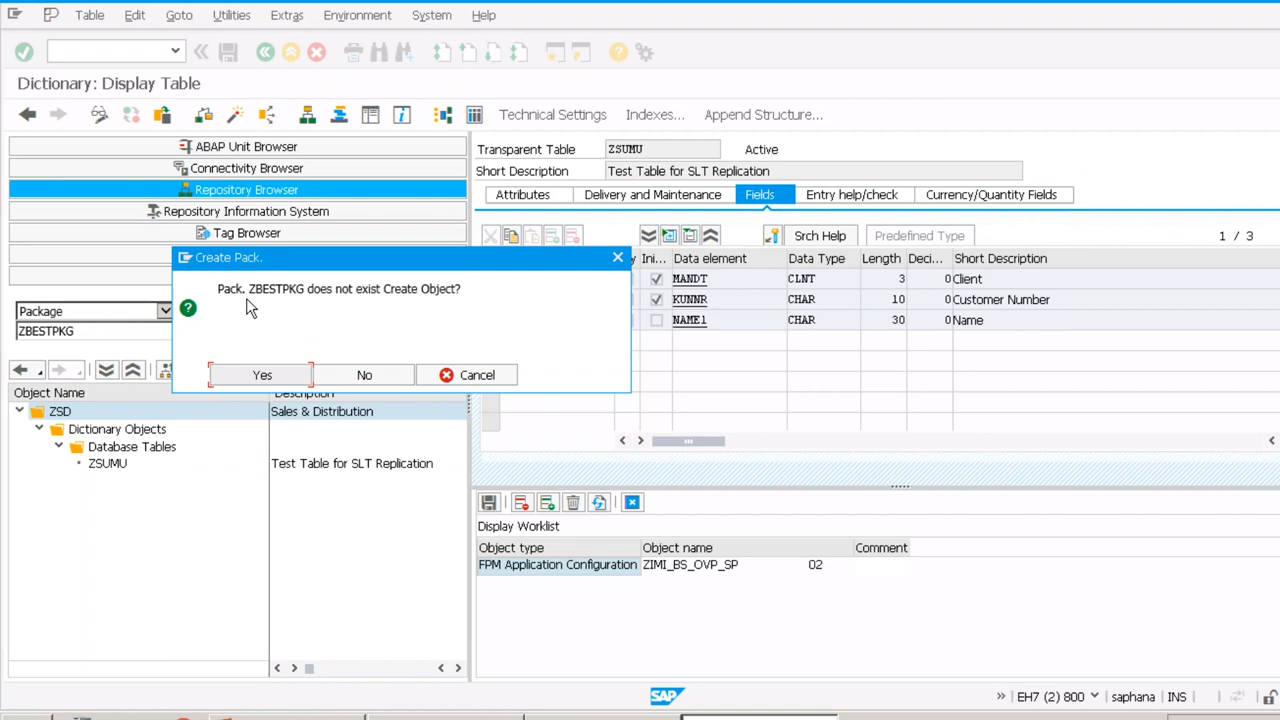 Table Edit Goto Utilities Extras Environment System Help
Dictionary: Display Table
Technical Settings Indexes... Append Structure...
ABAP Unit Browser
Connectivity Browser
Repository Browser
Repository Information System
Tag Browser
Package
ZBESTPKG
Object Name Description
ZSD Sales & Distribution
Dictionary Objects
Database Tables
ZSUMU Test Table for SLT Replication
Transparent Table ZSUMU Active
Short Description Test Table for SLT Replication
Attributes Delivery and Maintenance Fields Entry help/check Currency/Quantity Fields
Srch Help Predefined Type 1 / 3
Ini... Data element Data Type Length Deci... Short Description
MANDT CLNT 3 0 Client
KUNNR CHAR 10 0 Customer Number
NAME1 CHAR 30 0 Name
Create Pack.
Pack. ZBESTPKG does not exist Create Object?
Yes No Cancel
Display Worklist
Object type Object name Comment
FPM Application Configuration ZIMI_BS_OVP_SP 02
SAP EH7 (2) 800 saphana INS